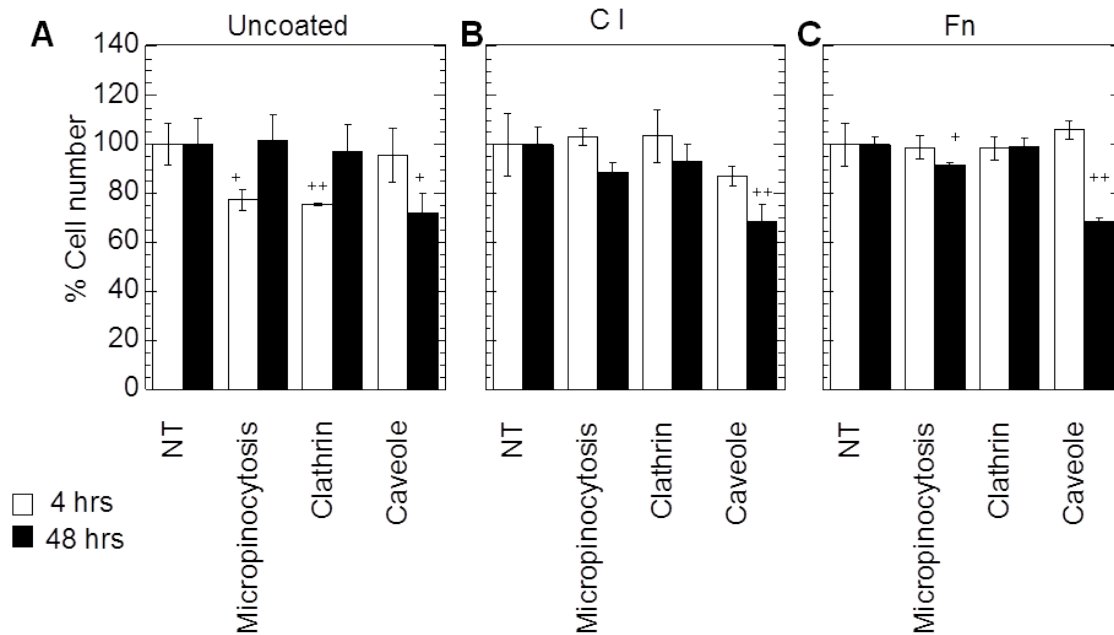 A
Uncoated
B
C I
C
Fn
% Cell number
140
120
100
80
60
40
20
0
+
++
+
++
+
++
NT
Micropinocytosis
Clathrin
Caveole
NT
Micropinocytosis
Clathrin
Caveole
NT
Micropinocytosis
Clathrin
Caveole
4 hrs
48 hrs